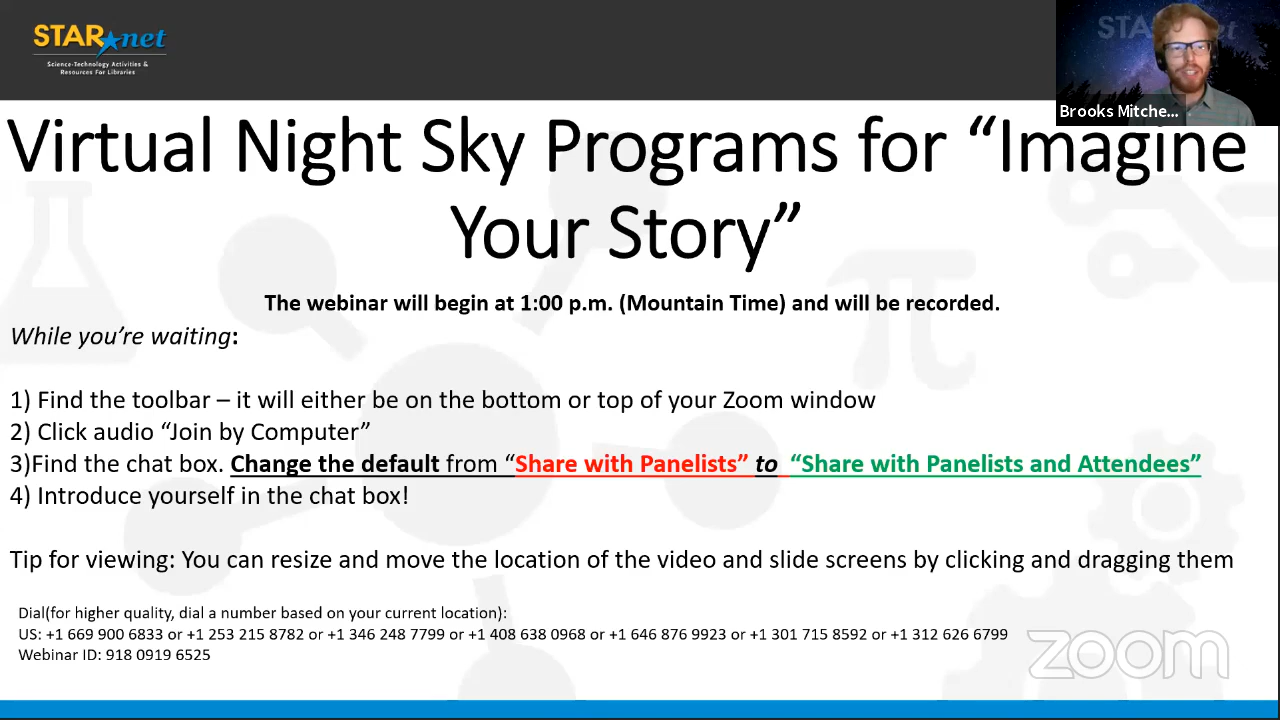 STAR net
Science-Technology Activities &
Resources For Libraries
STA
Brooks Mitche...
Virtual Night Sky Programs for “Imagine
Your Story”
The webinar will begin at 1:00 p.m. (Mountain Time) and will be recorded.
While you’re waiting:
1) Find the toolbar – it will either be on the bottom or top of your Zoom window
2) Click audio “Join by Computer”
3)Find the chat box. Change the default from “Share with Panelists” to “Share with Panelists and Attendees”
4) Introduce yourself in the chat box!
Tip for viewing: You can resize and move the location of the video and slide screens by clicking and dragging them
Dial(for higher quality, dial a number based on your current location):
US: +1 669 900 6833 or +1 253 215 8782 or +1 346 248 7799 or +1 408 638 0968 or +1 646 876 9923 or +1 301 715 8592 or +1 312 626 6799
Webinar ID: 918 0919 6525
zoom